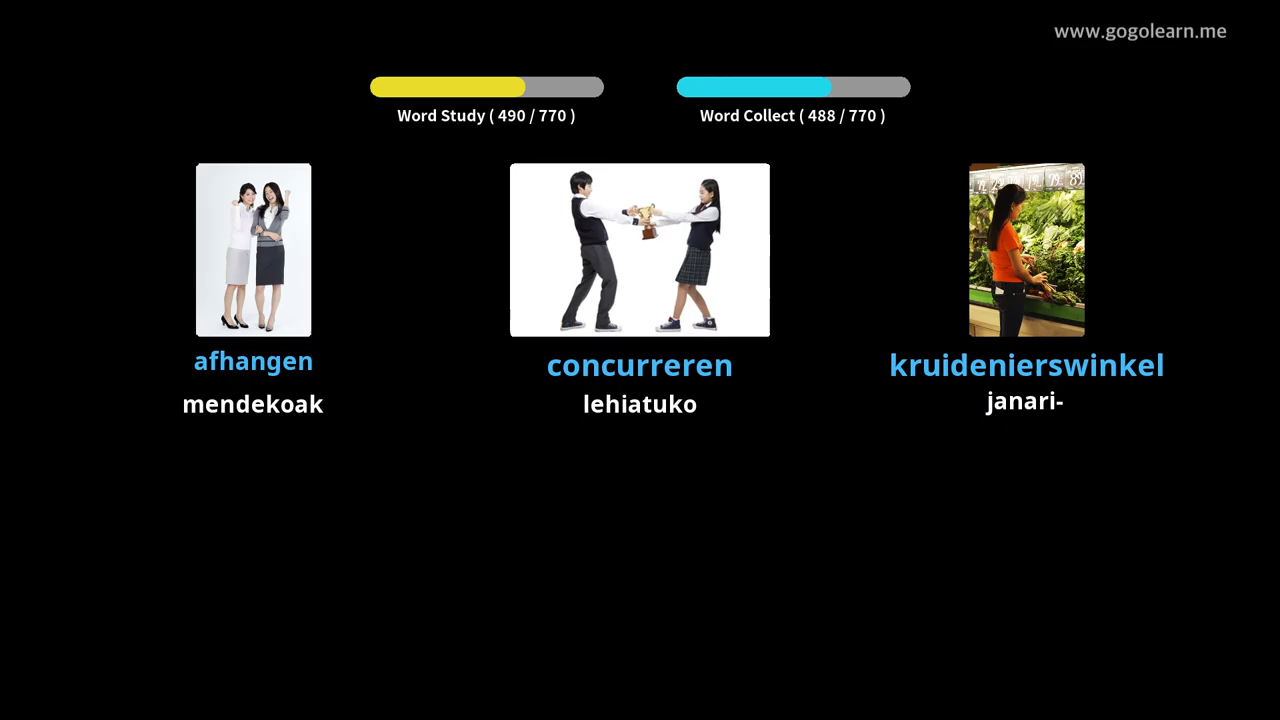 www.gogolearn.me
Word Study ( 490 / 770 )
Word Collect ( 488 / 770 )
afhangen
mendekoak
concurreren
lehiatuko
kruidenierswinkel
janari-